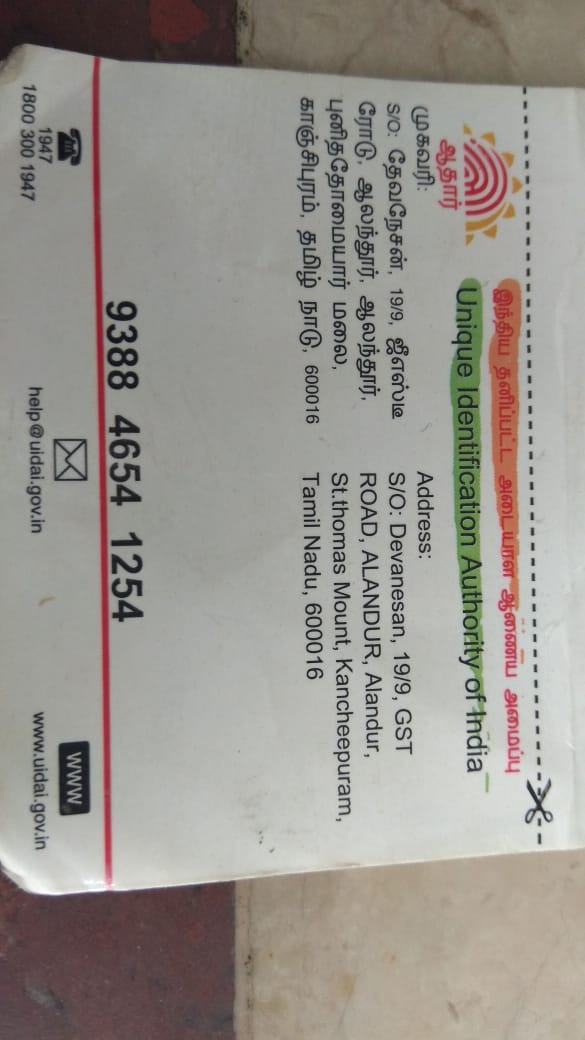 இந்திய தனிப்பட்ட அடையாள ஆணைய அமைப்பு
Unique Identification Authority of India
ஆதார்
முகவரி:
S/O: தேவநேசன், 19/9, ஜீஎஸ்டீ
ரோடு, ஆலந்தூர், ஆலந்தூர்,
புனிததோமையார் மலை,
காஞ்சிபுரம், தமிழ் நாடு, 600016
Address:
S/O: Devanesan, 19/9, GST
ROAD, ALANDUR, Alandur,
St.thomas Mount, Kancheepuram,
Tamil Nadu, 600016
9388 4654 1254
1947
1800 300 1947
help@uidai.gov.in
WWW
www.uidai.gov.in